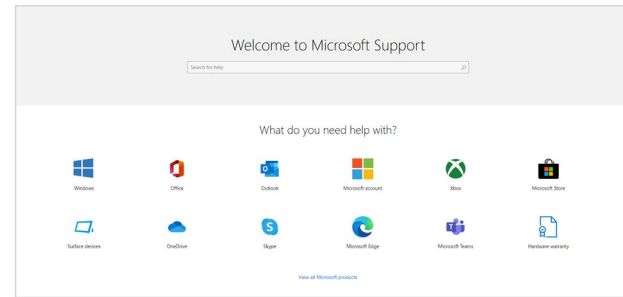 Welcome to Microsoft Support
Search for help
What do you need help with?
Windows
Office
Outlook
Microsoft account
Xbox
Microsoft Store
Surface devices
OneDrive
Skype
Microsoft Edge
Microsoft Teams
Hardware warranty
View all Microsoft products